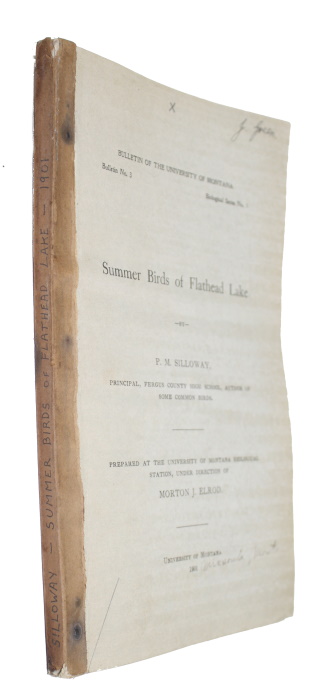 SILLOWAY — SUMMER BIRDS OF FLATHEAD LAKE — 1901
X
BULLETIN OF THE UNIVERSITY OF MONTANA
Bulletin No. 3
Biological Series No. 1
Summer Birds of Flathead Lake
—BY—
P. M. SILLOWAY,
PRINCIPAL, FERGUS COUNTY HIGH SCHOOL, AUTHOR OF
SOME COMMON BIRDS.
PREPARED AT THE UNIVERSITY OF MONTANA BIOLOGICAL
STATION, UNDER DIRECTION OF
MORTON J. ELROD.
UNIVERSITY OF MONTANA
1901